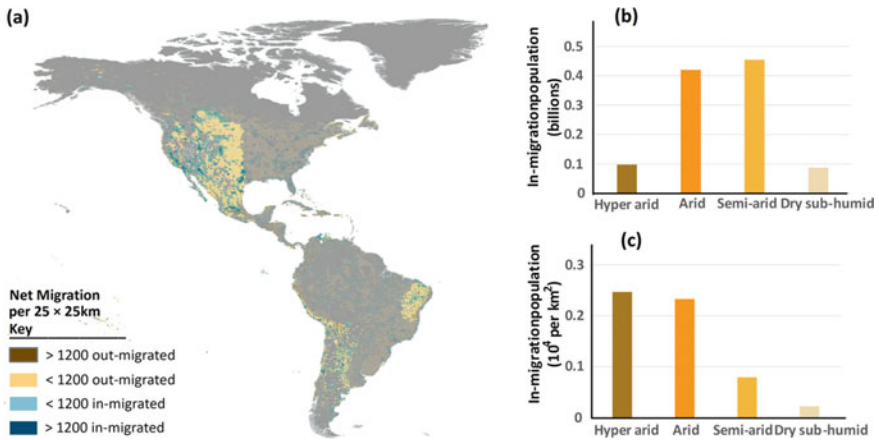 (a)
Net Migration
per 25 × 25km
Key
> 1200 out-migrated
< 1200 out-migrated
< 1200 in-migrated
> 1200 in-migrated
(b)
In-migrationpopulation
(billions)
0.5
0.4
0.3
0.2
0.1
0
Hyper arid Arid Semi-arid Dry sub-humid
(c)
In-migrationpopulation
(10⁴ per km²)
0.3
0.2
0.1
0
Hyper arid Arid Semi-arid Dry sub-humid